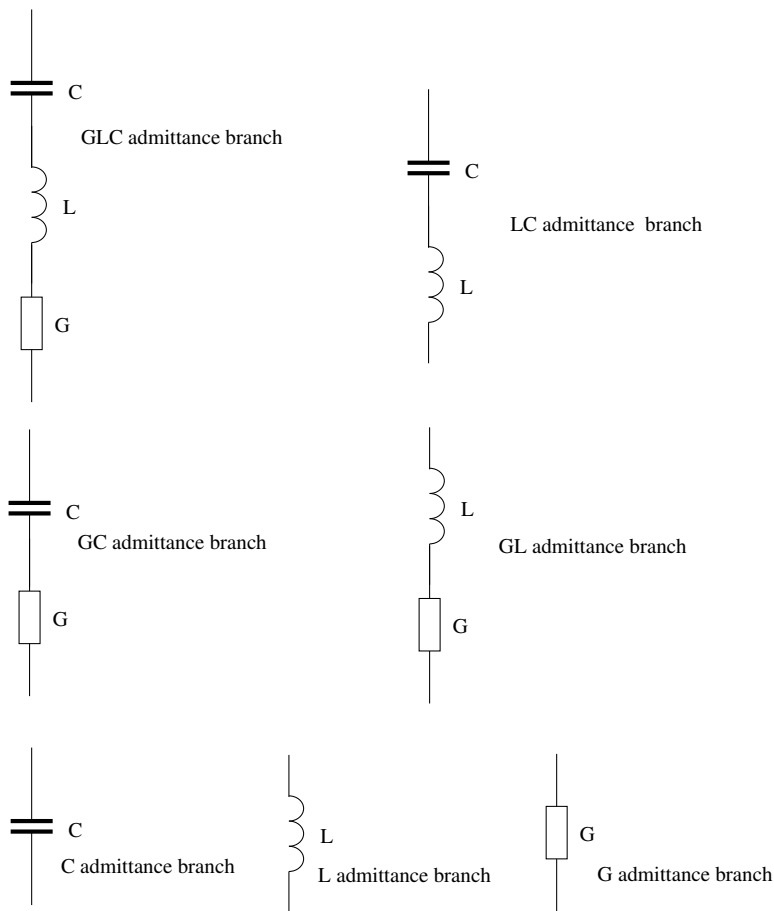 C
GLC admittance branch
L
G
C
LC admittance branch
L
C
GC admittance branch
G
L
GL admittance branch
G
C
C admittance branch
L
L admittance branch
G
G admittance branch